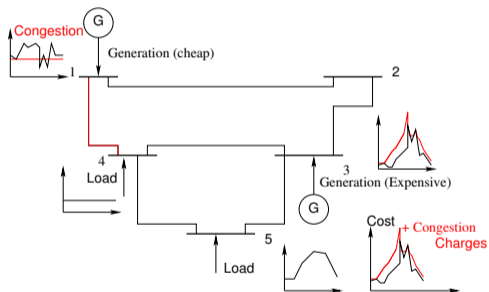 G
Congestion
Generation (cheap)
1
2
4
Load
3
Generation (Expensive)
G
Cost
+ Congestion
Charges
5
Load